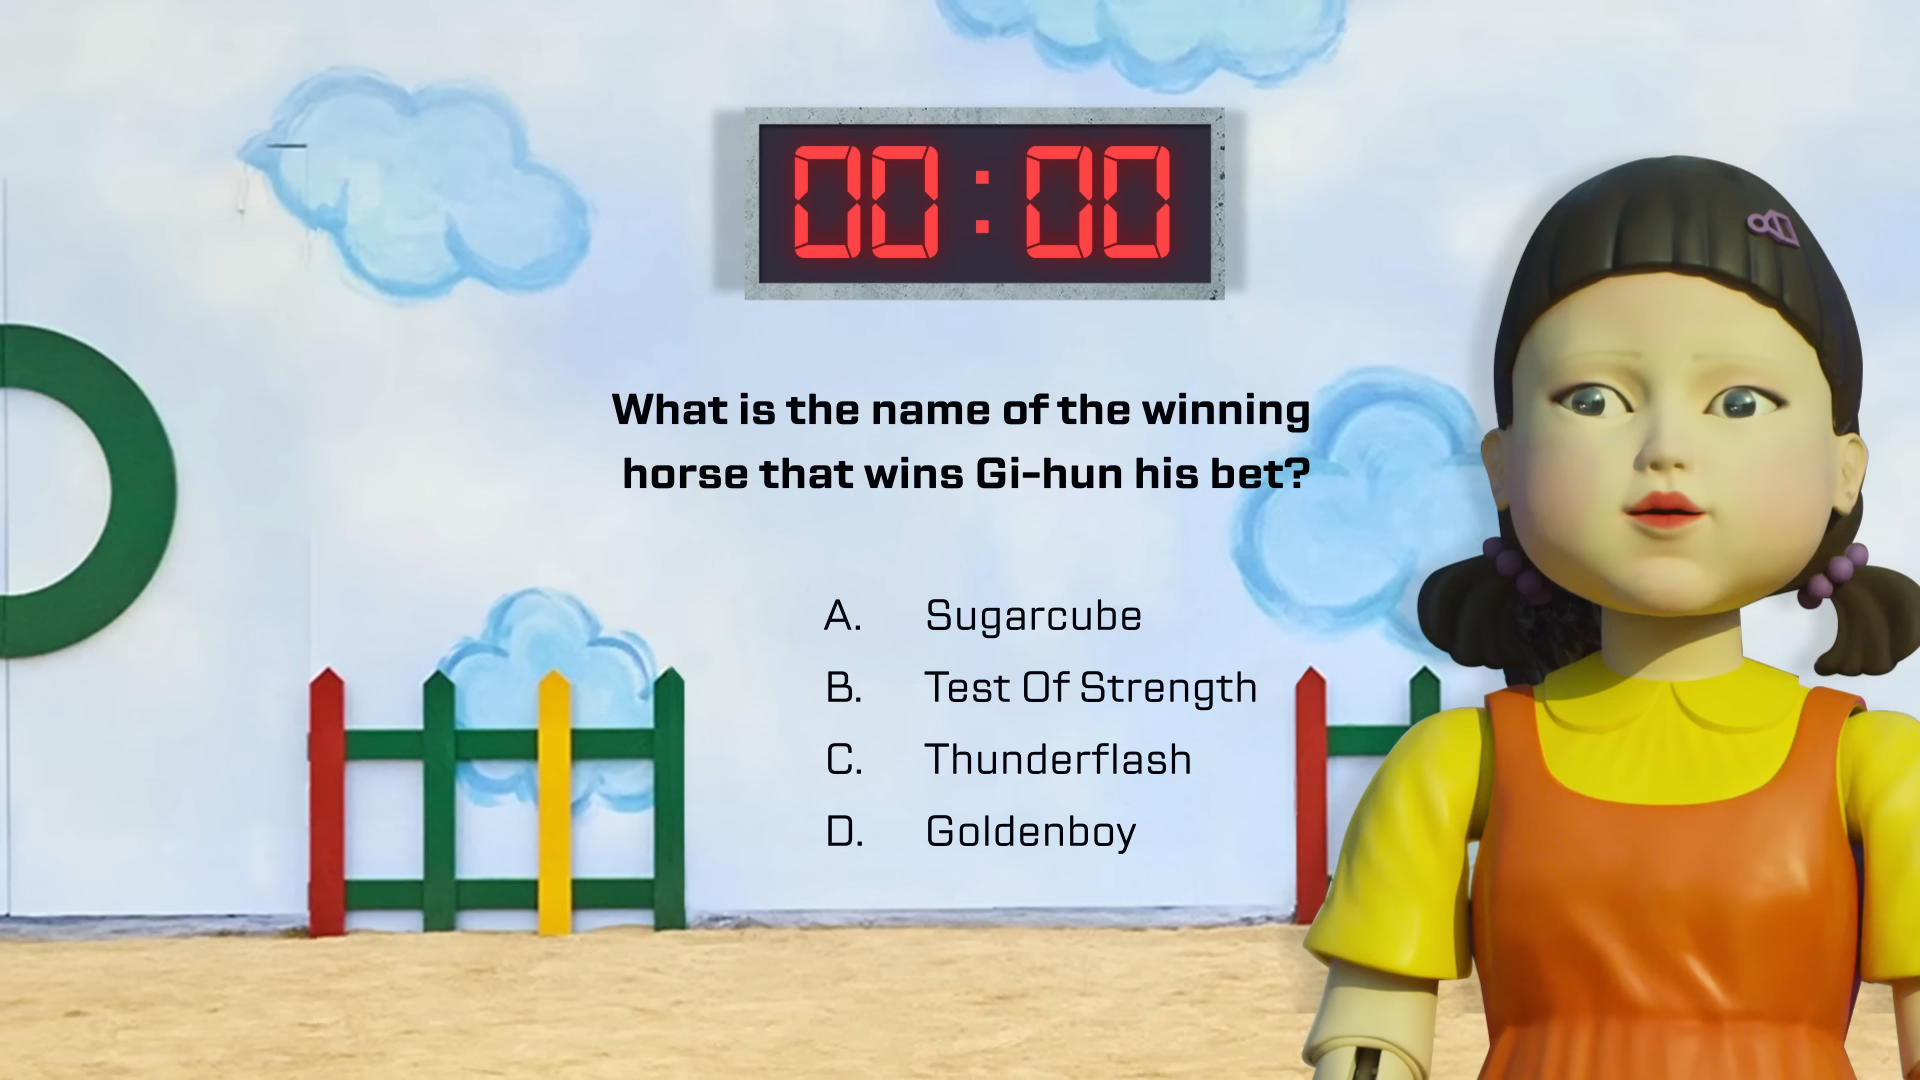 00:00
What is the name of the winning
horse that wins Gi-hun his bet?
A. Sugarcube
B. Test Of Strength
C. Thunderflash
D. Goldenboy